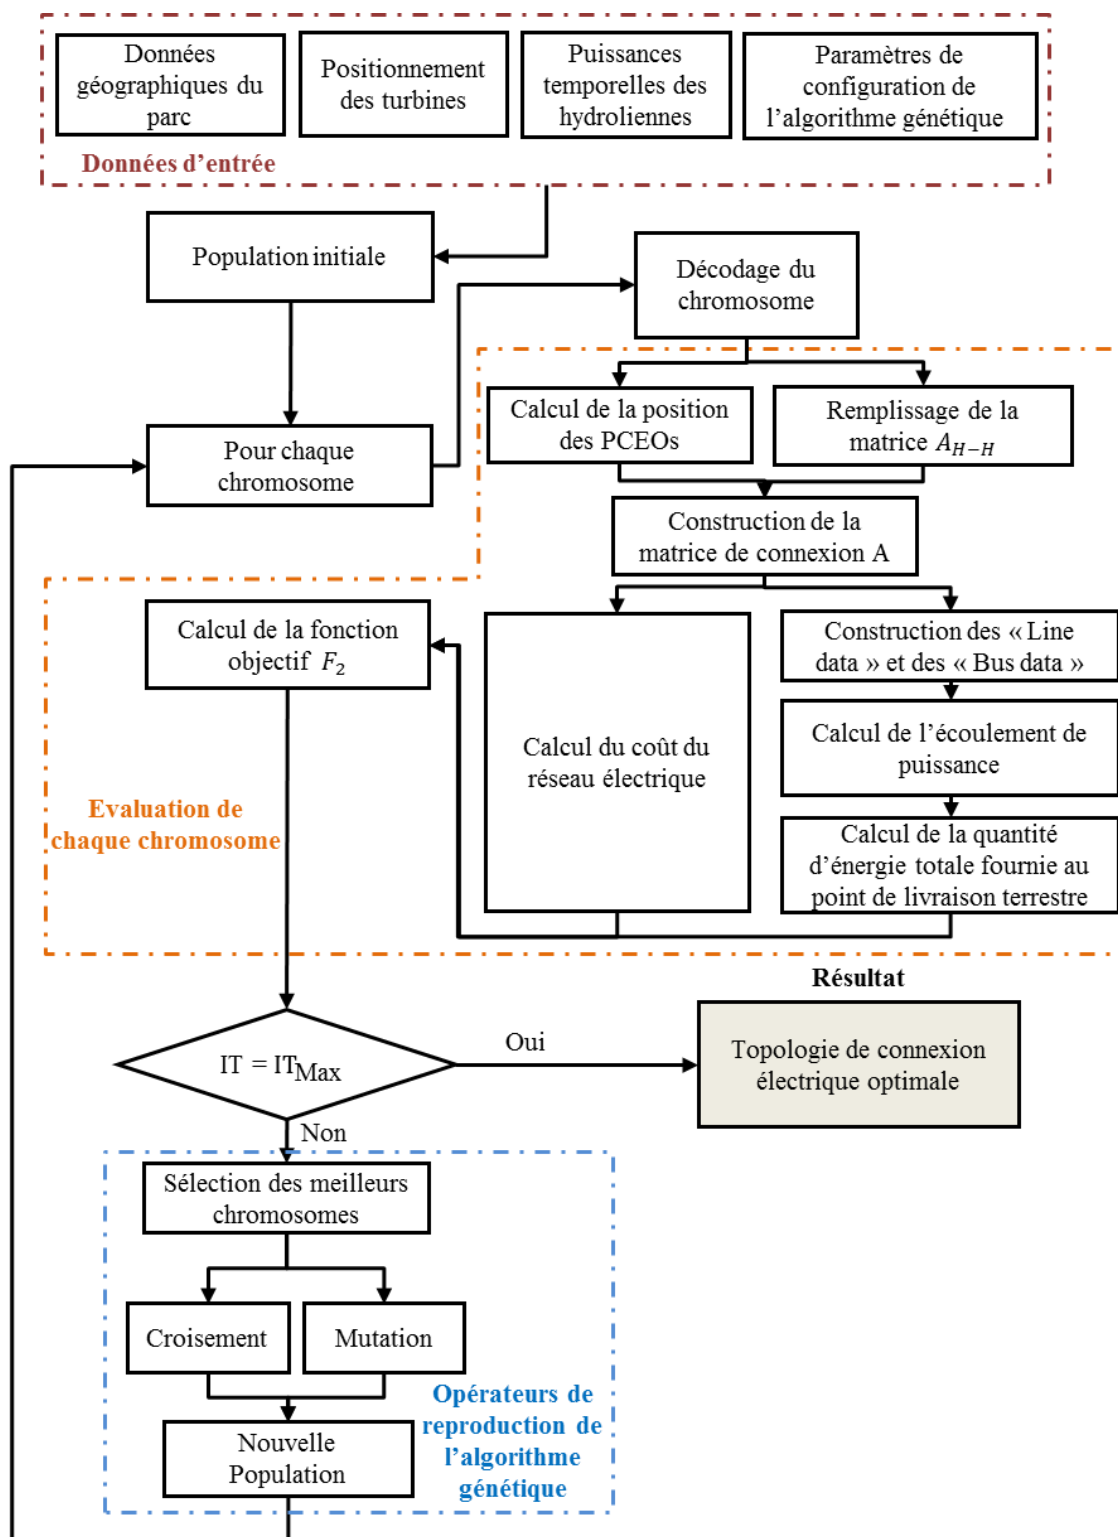 Données
géographiques du
parc
Positionnement
des turbines
Puissances
temporelles des
hydroliennes
Paramètres de
configuration de
l'algorithme génétique
Données d'entrée
Population initiale
Décodage du
chromosome
Pour chaque
chromosome
Calcul de la position
des PCEOs
Remplissage de la
matrice A_{H-H}
Construction de la
matrice de connexion A
Calcul de la fonction
objectif F_2
Calcul du coût du
réseau électrique
Construction des « Line
data » et des « Bus data »
Calcul de l'écoulement de
puissance
Calcul de la quantité
d'énergie totale fournie au
point de livraison terrestre
Evaluation de
chaque chromosome
Résultat
IT = IT_{Max}
Oui
Topologie de connexion
électrique optimale
Non
Sélection des meilleurs
chromosomes
Croisement
Mutation
Nouvelle
Population
Opérateurs de
reproduction de
l'algorithme
génétique